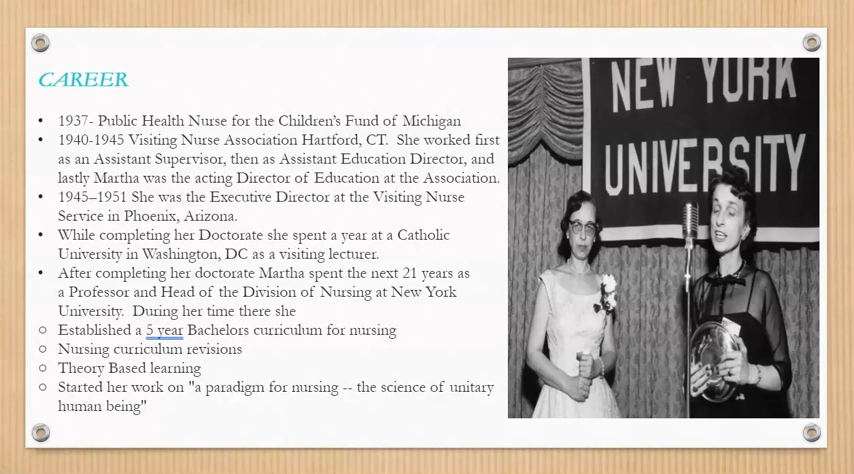 CAREER
• 1937- Public Health Nurse for the Children's Fund of Michigan
• 1940-1945 Visiting Nurse Association Hartford, CT.  She worked first
as an Assistant Supervisor, then as Assistant Education Director, and
lastly Martha was the acting Director of Education at the Association.
• 1945–1951 She was the Executive Director at the Visiting Nurse
Service in Phoenix, Arizona.
• While completing her Doctorate she spent a year at a Catholic
University in Washington, DC as a visiting lecturer.
• After completing her doctorate Martha spent the next 21 years as
a Professor and Head of the Division of Nursing at New York
University.  During her time there she
○ Established a 5 year Bachelors curriculum for nursing
○ Nursing curriculum revisions
○ Theory Based learning
○ Started her work on "a paradigm for nursing -- the science of unitary
human being"
NEW YORK
UNIVERSITY